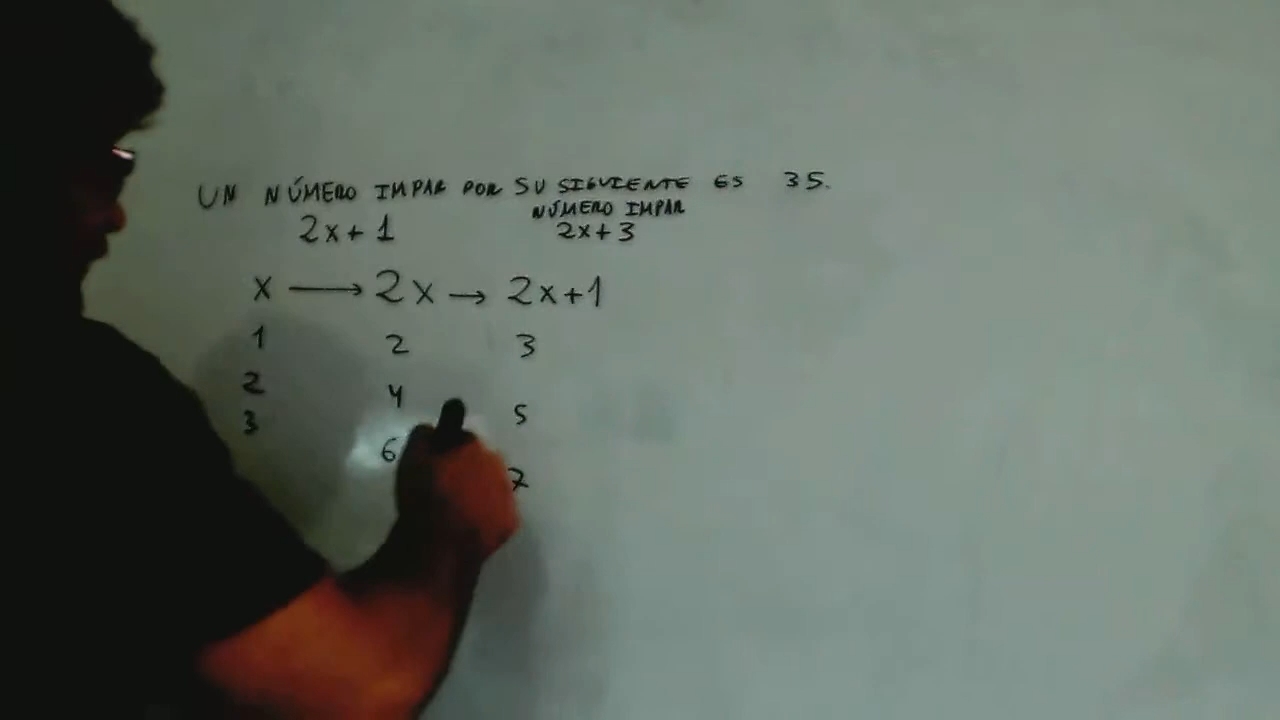 UN NÚMERO IMPAR POR SU SIGUIENTE ES 35.
NÚMERO IMPAR
2x+1 2x+3
x → 2x → 2x+1
1 2 3
2 4 5
3 6 7